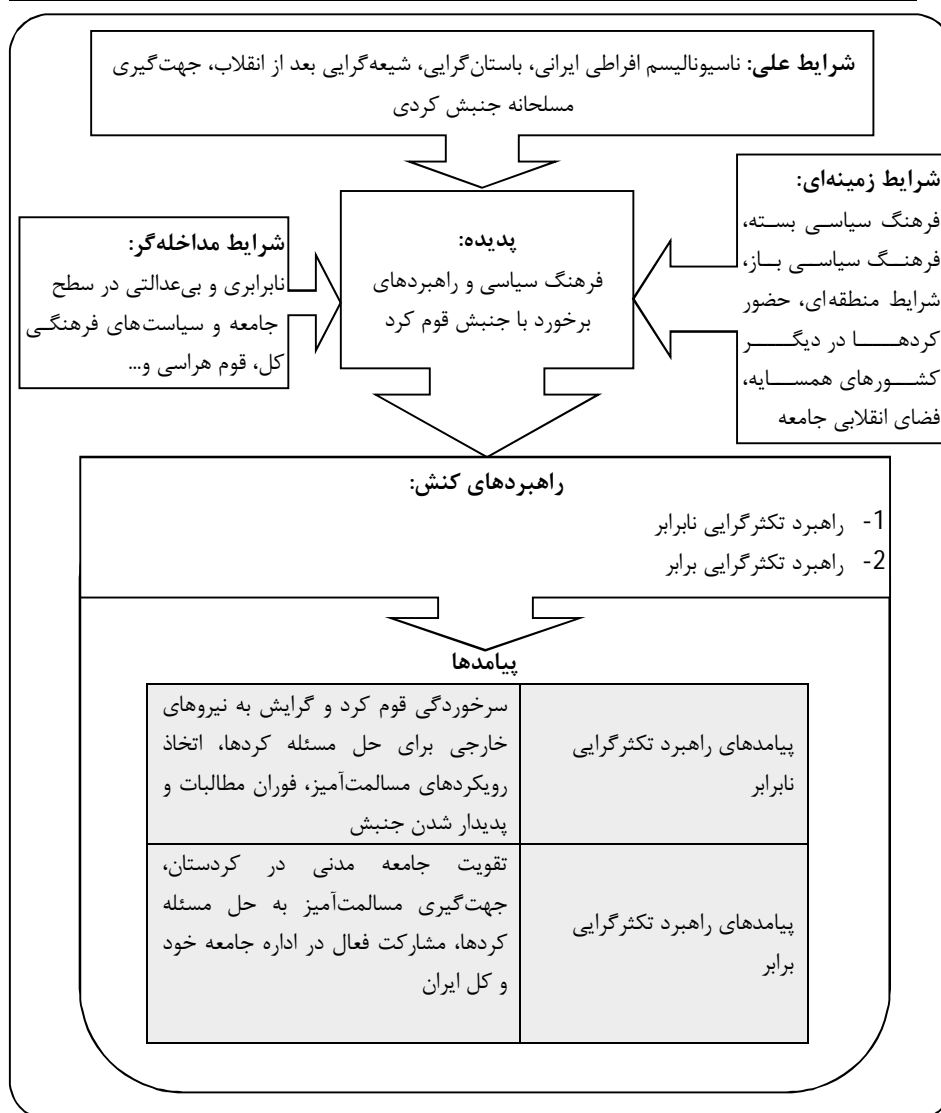 شرایط علی: ناسیونالیسم افراطی ایرانی، باستان‌گرایی، شیعه‌گرایی بعد از انقلاب، جهت‌گیری
مسلحانه جنبش کردی
شرایط زمینه‌ای:
فرهنگ سیاسی بسته،
فرهنگ سیاسی باز،
شرایط منطقه‌ای، حضور
کردها در دیگر
کشورهای همسایه،
فضای انقلابی جامعه
پدیده:
فرهنگ سیاسی و راهبردهای
برخورد با جنبش قوم کرد
شرایط مداخله‌گر:
نابرابری و بی‌عدالتی در سطح
جامعه و سیاست‌های فرهنگی
کل، قوم هراسی و...
راهبردهای کنش:
1- راهبرد تکثرگرایی نابرابر
2- راهبرد تکثرگرایی برابر
پیامدها
پیامدهای راهبرد تکثرگرایی
نابرابر
سرخوردگی قوم کرد و گرایش به نیروهای
خارجی برای حل مسئله کردها، اتخاذ
رویکردهای مسالمت‌آمیز، فوران مطالبات و
پدیدار شدن جنبش
پیامدهای راهبرد تکثرگرایی
برابر
تقویت جامعه مدنی در کردستان،
جهت‌گیری مسالمت‌آمیز به حل مسئله
کردها، مشارکت فعال در اداره جامعه خود
و کل ایران